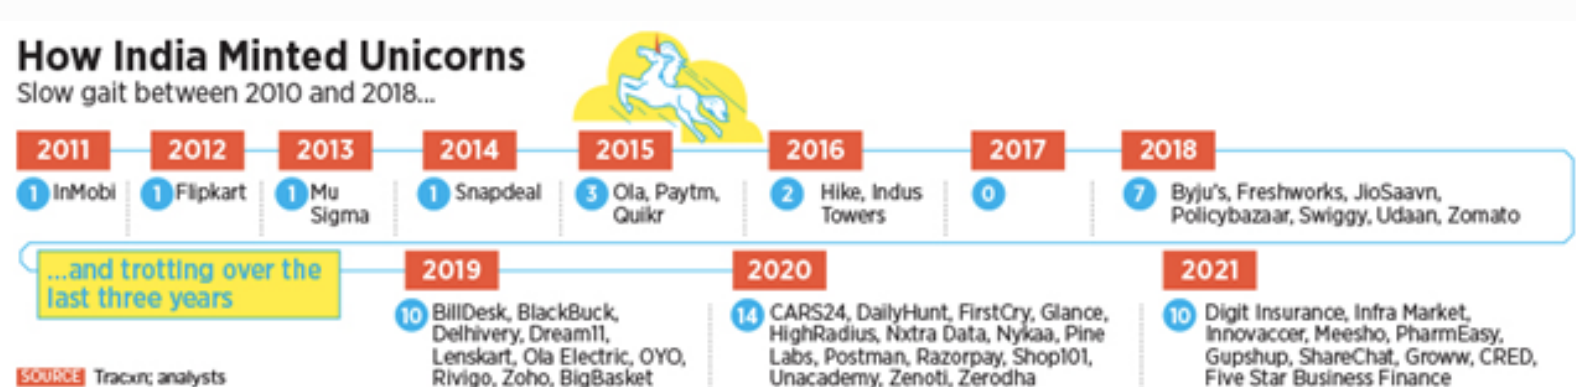 How India Minted Unicorns
Slow gait between 2010 and 2018...
2011
1 InMobi
2012
1 Flipkart
2013
1 Mu
Sigma
2014
1 Snapdeal
2015
3 Ola, Paytm,
Quikr
2016
2 Hike, Indus
Towers
2017
0
2018
7 Byju's, Freshworks, JioSaavn,
Policybazaar, Swiggy, Udaan, Zomato
...and trotting over the
last three years
2019
10 BillDesk, BlackBuck,
Delhivery, Dream11,
Lenskart, Ola Electric, OYO,
Rivigo, Zoho, BigBasket
2020
14 CARS24, DailyHunt, FirstCry, Glance,
HighRadius, Nxtra Data, Nykaa, Pine
Labs, Postman, Razorpay, Shop101,
Unacademy, Zenoti, Zerodha
2021
10 Digit Insurance, Infra Market,
Innovaccer, Meesho, PharmEasy,
Gupshup, ShareChat, Groww, CRED,
Five Star Business Finance
SOURCE Tracxn; analysts